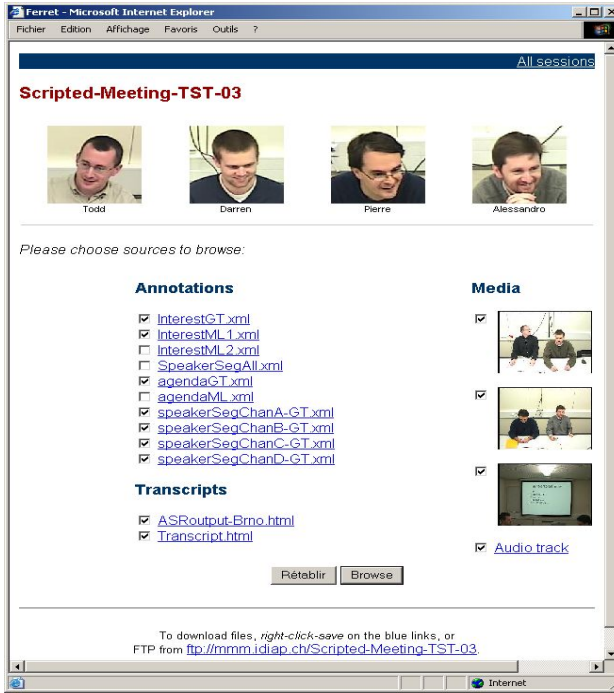 Ferret - Microsoft Internet Explorer
Fichier Edition Affichage Favoris Outils ?
All sessions
Scripted-Meeting-TST-03
Todd Darren Pierre Alessandro
Please choose sources to browse:
Annotations
InterestGT.xml
InterestML1.xml
InterestML2.xml
SpeakerSegAll.xml
agendaGT.xml
agendaML.xml
speakerSegChanA-GT.xml
speakerSegChanB-GT.xml
speakerSegChanC-GT.xml
speakerSegChanD-GT.xml
Transcripts
ASRoutput-Brno.html
Transcript.html
Media
Audio track
Rétablir Browse
To download files, right-click-save on the blue links, or
FTP from ftp://mmm.idiap.ch/Scripted-Meeting-TST-03.
Internet